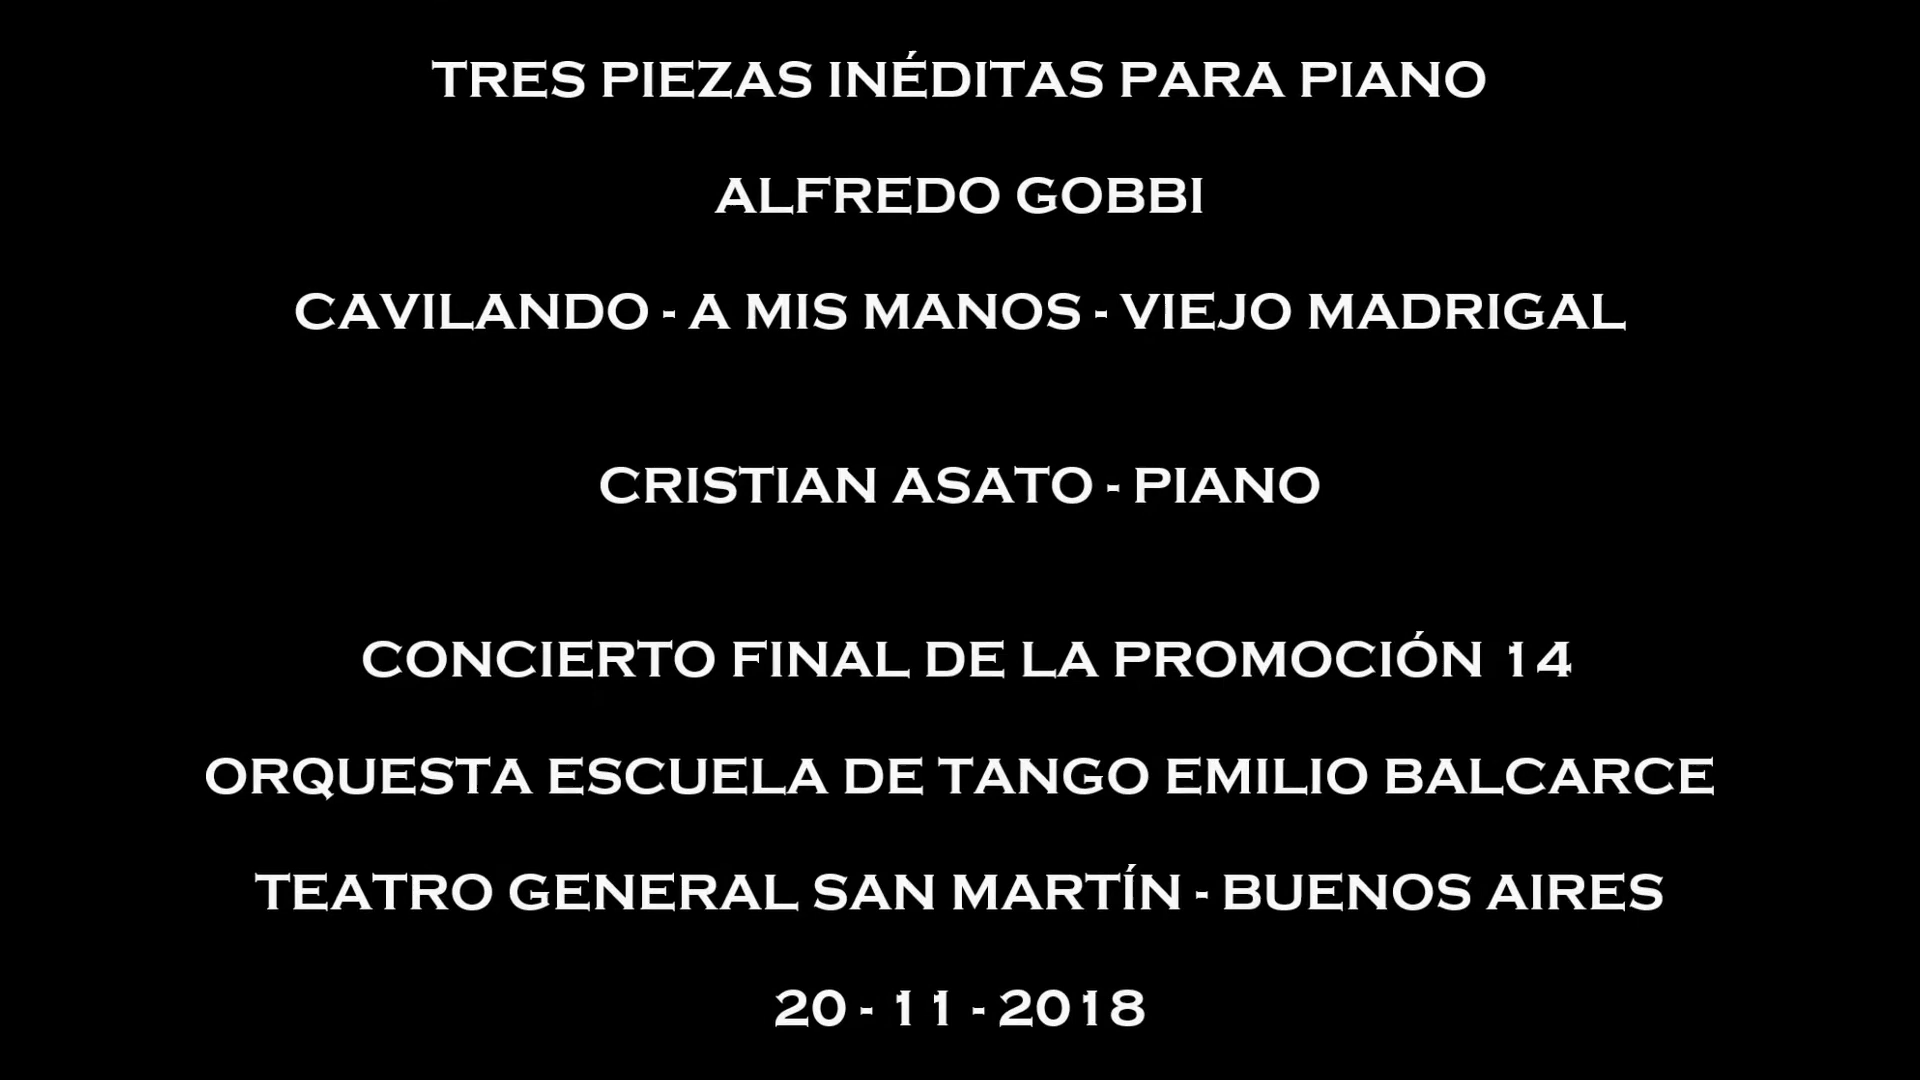 TRES PIEZAS INÉDITAS PARA PIANO
ALFREDO GOBBI
CAVILANDO - A MIS MANOS - VIEJO MADRIGAL
CRISTIAN ASATO - PIANO
CONCIERTO FINAL DE LA PROMOCIÓN 14
ORQUESTA ESCUELA DE TANGO EMILIO BALCARCE
TEATRO GENERAL SAN MARTÍN - BUENOS AIRES
20 - 11 - 2018